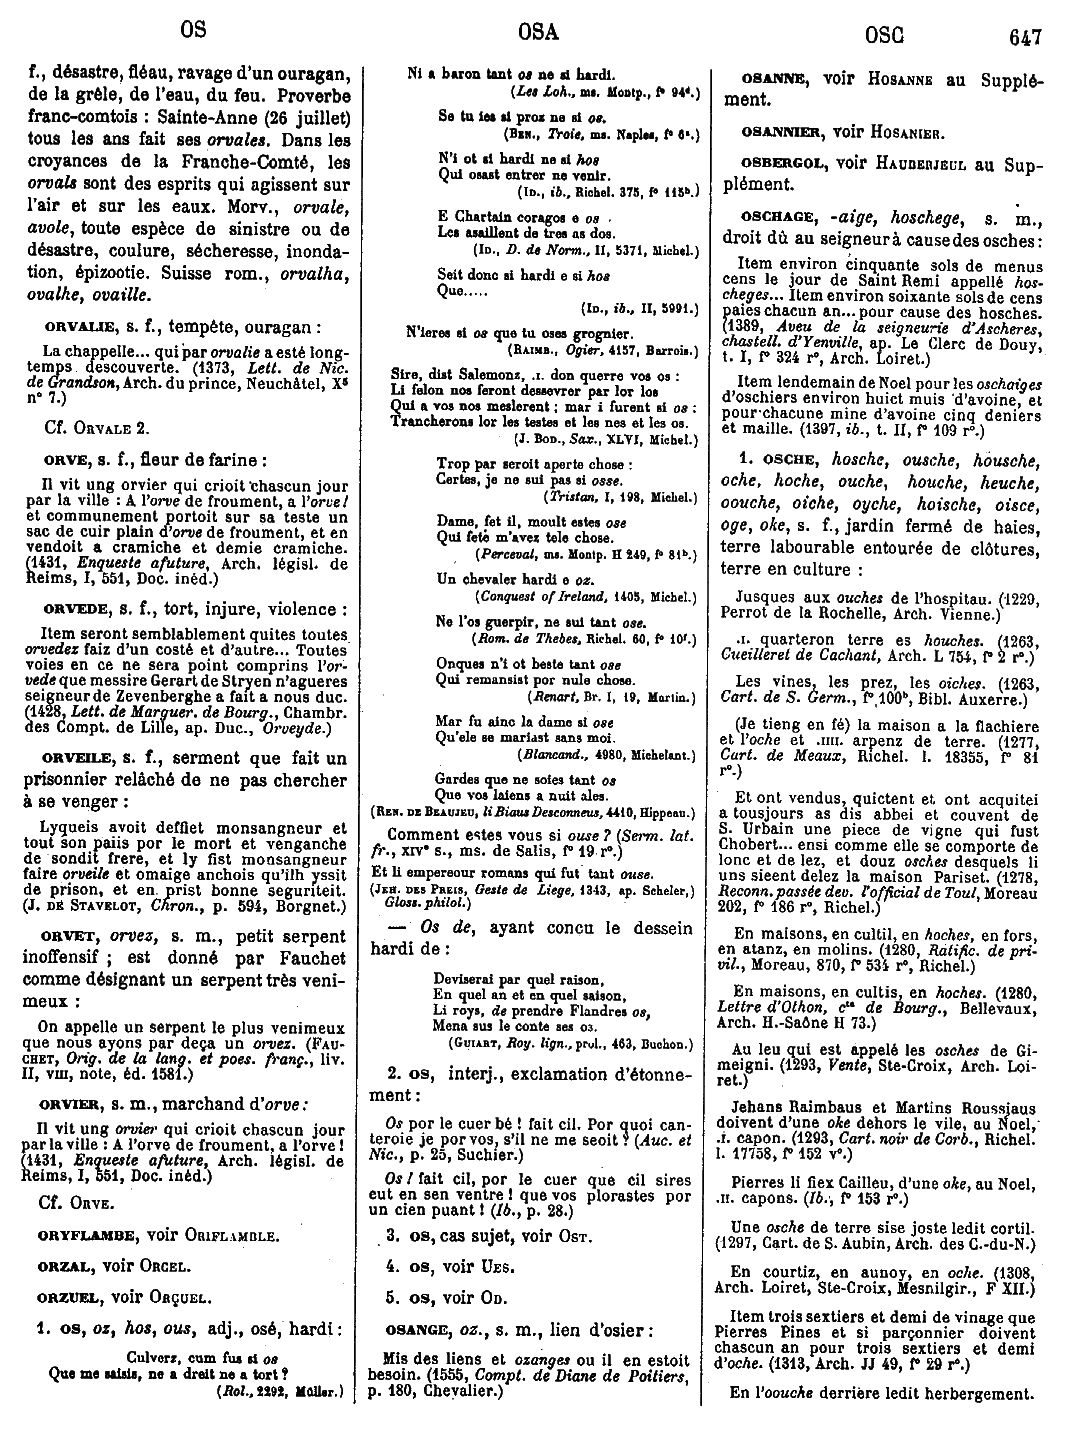 OS
OSA
OSC
647
f., désastre, fléau, ravage d'un ouragan,
de la grêle, de l'eau, du feu. Proverbe
franc-comtois : Sainte-Anne (26 juillet)
tous les ans fait ses orvales. Dans les
croyances de la Franche-Comté, les
orvals sont des esprits qui agissent sur
l'air et sur les eaux. Morv., orvale,
avole, toute espèce de sinistre ou de
désastre, coulure, sécheresse, inonda-
tion, épizootie. Suisse rom., orvalha,
ovalhe, ovaille.
ORVALIE, s. f., tempête, ouragan :
La chappelle... qui par orvalie a esté long-
temps descouverte. (1373, Lett. de Nic.
de Grandson, Arch. du prince, Neuchâtel, X⁵
n° 7.)
Cf. ORVALE 2.
ORVE, s. f., fleur de farine :
Il vit ung orvier qui crioit chascun jour
par la ville : A l'orve de froument, a l'orve!
et communement portoit sur sa teste un
sac de cuir plain d'orve de froument, et en
vendoit a cramiche et demie cramiche.
(1431, Enqueste afuture, Arch. législ. de
Reims, I, 551, Doc. inéd.)
ORVEDE, s. f., tort, injure, violence :
Item seront semblablement quites toutes
orvedez faiz d'un costé et d'autre... Toutes
voies en ce ne sera point comprins l'or-
vede que messire Gerart de Stryen n'agueres
seigneur de Zevenberghe a fait a nous duc.
(1428, Lett. de Marguer. de Bourg., Chambr.
des Compt. de Lille, ap. Duc., Orveyde.)
ORVEILE, s. f., serment que fait un
prisonnier relâché de ne pas chercher
à se venger :
Lyqueis avoit deffiet monsangneur et
tout son païis por le mort et venganche
de sondit frere, et ly fist monsangneur
faire orveile et omaige anchois qu'ilh yssit
de prison, et en prist bonne seguriteit.
(J. DE STAVELOT, Chron., p. 594, Borgnet.)
ORVET, orvez, s. m., petit serpent
inoffensif ; est donné par Fauchet
comme désignant un serpent très veni-
meux :
On appelle un serpent le plus venimeux
que nous ayons par deça un orvez. (FAU-
CHET, Orig. de la lang. et poes. franç., liv.
II, VIII, note, éd. 1581.)
ORVIER, s. m., marchand d'orve :
Il vit ung orvier qui crioit chascun jour
par la ville : A l'orve de froument, a l'orve !
(1431, Enqueste afuture, Arch. législ. de
Reims, I, 551, Doc. inéd.)
Cf. ORVE.
ORYFLAMBE, voir ORIFLAMBLE.
ORZAL, voir ORGEL.
ORZUEL, voir ORÇUEL.
1. OS, oz, hos, ous, adj., osé, hardi :
Culverz, cum fus si os
Que me saisis, ne a dreit ne a tort ?
(Rol., 2292, Müller.)
Ni a baron tant os ne si hardi.
(Les Loh., ms. Montp., f° 94ᵈ.)
Se tu ies si proz ne si os.
(BEN., Troie, ms. Naples, f° 6ᵃ.)
N'i ot si hardi ne si hos
Qui osast entrer ne venir.
(ID., ib., Richel. 375, f° 115ᵇ.)
E Chartain coragos e os
Les asaillent de tres as dos.
(ID., D. de Norm., II, 5371, Michel.)
Seit donc si hardi e si hos
Que.....
(ID., ib., II, 5991.)
N'ieres si os que tu oses grognier.
(RAIMB., Ogier, 4157, Barrois.)
Sire, dist Salemons, .I. don querre vos os :
Li felon nos feront dessevrer par lor los
Qui a vos nos meslerent ; mar i furent si os :
Trancherons lor les testes et les nes et les os.
(J. BOD., Sax., XLVI, Michel.)
Trop par seroit aperte chose :
Certes, je ne sui pas si osse.
(Tristan, I, 198, Michel.)
Dame, fet il, moult estes ose
Qui fete m'avez tele chose.
(Perceval, ms. Montp. H 249, f° 81ᵇ.)
Un chevaler hardi e oz.
(Conquest of Ireland, 1405, Michel.)
Ne l'os guerpir, ne sui tant ose.
(Rom. de Thebes, Richel. 60, f° 10ʳ.)
Onques n'i ot beste tant ose
Qui remansist por nule chose.
(Renart, Br. I, 19, Martin.)
Mar fu ainc la dame si ose
Qu'ele se mariast sans moi.
(Blancand., 4980, Michelant.)
Gardes que ne soies tant os
Que vos laiens a nuit ales.
(REN. DE BEAUJEU, li Biaus Desconneus, 4410, Hippeau.)
Comment estes vous si ouse ? (Serm. lat.
fr., XIVᵉ s., ms. de Salis, f° 19 r°.)
Et li empereour romans qui fut tant ouse.
(JEH. DES PREIS, Geste de Liege, 1343, ap. Scheler,)
Gloss. philol.)
— Os de, ayant concu le dessein
hardi de :
Deviserai par quel raison,
En quel an et en quel saison,
Li roys, de prendre Flandres os,
Mena sus le conte ses os.
(GUIART, Roy. lign., prol., 463, Buchon.)
2. OS, interj., exclamation d'étonne-
ment :
Os por le cuer bé ! fait cil. Por quoi can-
teroie je por vos, s'il ne me seoit ? (Auc. et
Nic., p. 25, Suchier.)
Os ! fait cil, por le cuer que cil sires
eut en sen ventre ! que vos plorastes por
un cien puant ! (Ib., p. 28.)
3. OS, cas sujet, voir OST.
4. OS, voir UES.
5. OS, voir OD.
OSANGE, oz., s. m., lien d'osier :
Mis des liens et ozanges ou il en estoit
besoin. (1555, Compt. de Diane de Poitiers,
p. 180, Chevalier.)
OSANNE, voir HOSANNE au Supplé-
ment.
OSANNIER, voir HOSANIER.
OSBERGOL, voir HAUBERJEUL au Sup-
plément.
OSCHAGE, -aige, hoschege, s. m.,
droit dû au seigneur à cause des osches :
Item environ cinquante sols de menus
cens le jour de Saint Remi appellé hos-
cheges... Item environ soixante sols de cens
paies chacun an... pour cause des hosches.
(1389, Aveu de la seigneurie d'Ascheres,
chastell. d'Yenville, ap. Le Clerc de Douy,
t. I, f° 324 r°, Arch. Loiret.)
Item lendemain de Noel pour les oschaiges
d'oschiers environ huict muis d'avoine, et
pour chacune mine d'avoine cinq deniers
et maille. (1397, ib., t. II, f° 109 r°.)
1. OSCHE, hosche, ousche, housche,
oche, hoche, ouche, houche, heuche,
oouche, oiche, oyche, hoische, oisce,
oge, oke, s. f., jardin fermé de haies,
terre labourable entourée de clôtures,
terre en culture :
Jusques aux ouches de l'hospitau. (1229,
Perrot de la Rochelle, Arch. Vienne.)
.I. quarteron terre es houches. (1263,
Cueilleret de Cachant, Arch. L 754, f° 2 r°.)
Les vines, les prez, les oiches. (1263,
Cart. de S. Germ., f° 100ᵇ, Bibl. Auxerre.)
(Je tieng en fé) la maison a la flachiere
et l'oche et .IIII. arpenz de terre. (1277,
Cart. de Meaux, Richel. l. 18355, f° 81
r°.)
Et ont vendus, quictent et ont acquitei
a tousjours as dis abbei et couvent de
S. Urbain une piece de vigne qui fust
Chobert... ensi comme elle se comporte de
lonc et de lez, et douz osches desquels li
uns sieent delez la maison Pariset. (1278,
Reconn. passée dev. l'official de Toul, Moreau
202, f° 186 r°, Richel.)
En maisons, en cultil, en hoches, en fors,
en atanz, en molins. (1280, Ratific. de pri-
vil., Moreau, 870, f° 534 r°, Richel.)
En maisons, en cultis, en hoches. (1280,
Lettre d'Othon, cᵗᵉ de Bourg., Bellevaux,
Arch. H.-Saône H 73.)
Au leu qui est appelé les osches de Gi-
meigni. (1293, Vente, Ste-Croix, Arch. Loi-
ret.)
Jehans Raimbaus et Martins Roussiaus
doivent d'une oke dehors le vile, au Noel,
.I. capon. (1293, Cart. noir de Corb., Richel.
l. 17758, f° 152 v°.)
Pierres li fiex Cailleu, d'une oke, au Noel,
.II. capons. (Ib., f° 153 r°.)
Une osche de terre sise joste ledit cortil.
(1297, Cart. de S. Aubin, Arch. des C.-du-N.)
En courtiz, en aunoy, en oche. (1308,
Arch. Loiret, Ste-Croix, Mesnilgir., F XII.)
Item trois sextiers et demi de vinage que
Pierres Pines et si parçonnier doivent
chascun an pour trois sextiers et demi
d'oche. (1313, Arch. JJ 49, f° 29 r°.)
En l'oouche derrière ledit herbergement.